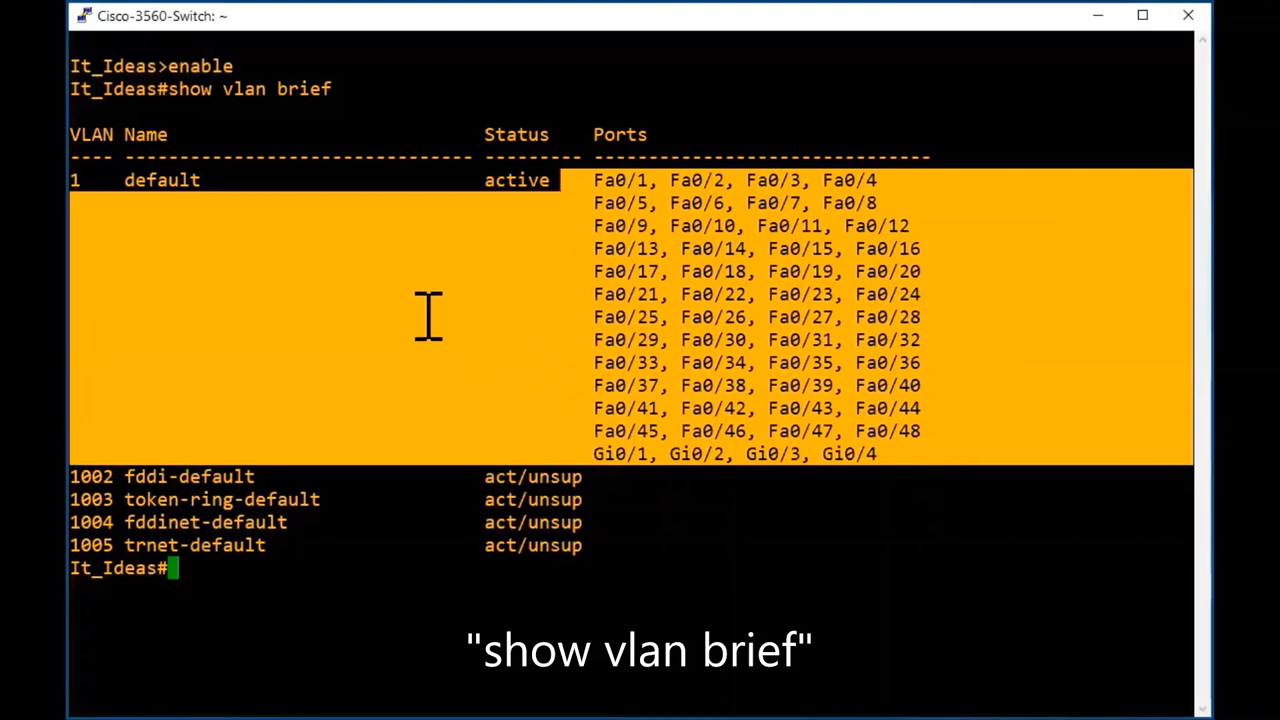 Cisco-3560-Switch: ~
It_Ideas>enable
It_Ideas#show vlan brief
VLAN Name                             Status    Ports
---- -------------------------------- --------- -------------------------------
1    default                          active    Fa0/1, Fa0/2, Fa0/3, Fa0/4
                                                Fa0/5, Fa0/6, Fa0/7, Fa0/8
                                                Fa0/9, Fa0/10, Fa0/11, Fa0/12
                                                Fa0/13, Fa0/14, Fa0/15, Fa0/16
                                                Fa0/17, Fa0/18, Fa0/19, Fa0/20
                                                Fa0/21, Fa0/22, Fa0/23, Fa0/24
                                                Fa0/25, Fa0/26, Fa0/27, Fa0/28
                                                Fa0/29, Fa0/30, Fa0/31, Fa0/32
                                                Fa0/33, Fa0/34, Fa0/35, Fa0/36
                                                Fa0/37, Fa0/38, Fa0/39, Fa0/40
                                                Fa0/41, Fa0/42, Fa0/43, Fa0/44
                                                Fa0/45, Fa0/46, Fa0/47, Fa0/48
                                                Gi0/1, Gi0/2, Gi0/3, Gi0/4
1002 fddi-default                     act/unsup
1003 token-ring-default               act/unsup
1004 fddinet-default                  act/unsup
1005 trnet-default                    act/unsup
It_Ideas#
"show vlan brief"